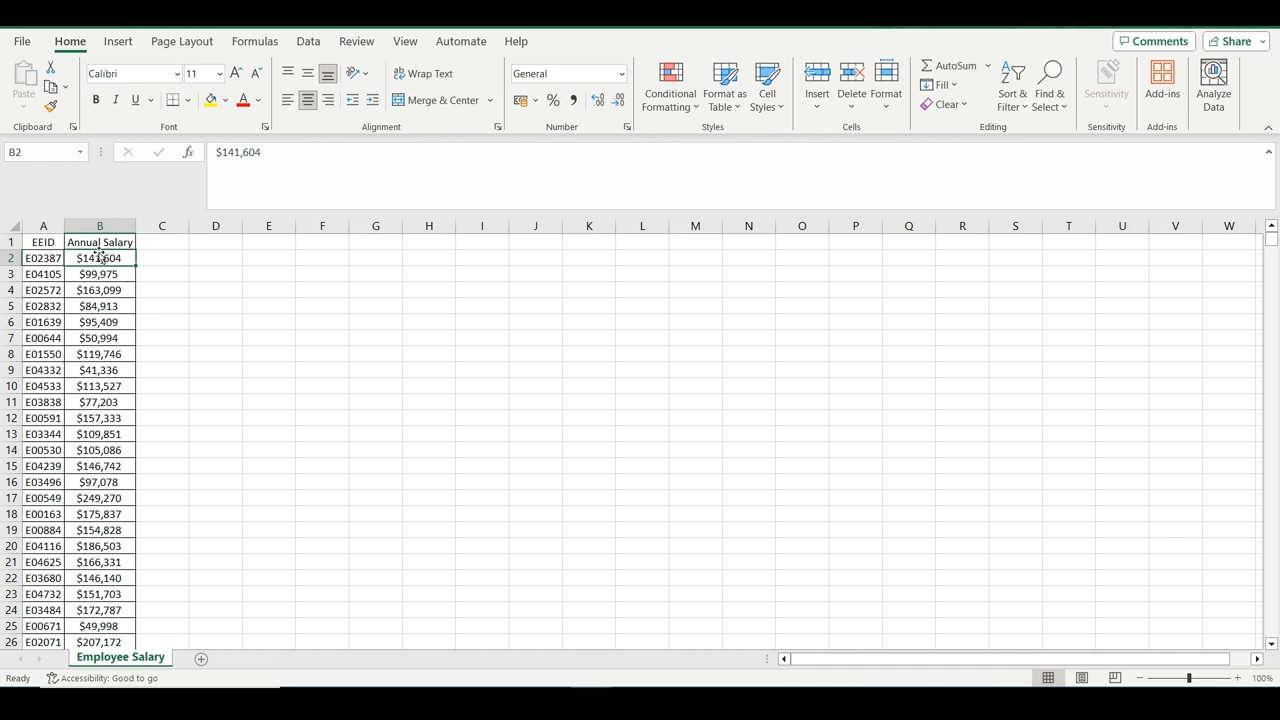 File Home Insert Page Layout Formulas Data Review View Automate Help Comments Share
Paste Calibri 11 A A Wrap Text General Conditional Formatting Format as Table Cell Styles Insert Delete Format AutoSum Fill Clear Sort & Filter Find & Select Sensitivity Add-ins Analyze Data
B I U A Merge & Center $ % ,
Clipboard Font Alignment Number Styles Cells Editing Sensitivity Add-ins
B2 fx $141,604
A B C D E F G H I J K L M N O P Q R S T U V W
1 EEID Annual Salary
2 E02387 $141,604
3 E04105 $99,975
4 E02572 $163,099
5 E02832 $84,913
6 E01639 $95,409
7 E00644 $50,994
8 E01550 $119,746
9 E04332 $41,336
10 E04533 $113,527
11 E03838 $77,203
12 E00591 $157,333
13 E03344 $109,851
14 E00530 $105,086
15 E04239 $146,742
16 E03496 $97,078
17 E00549 $249,270
18 E00163 $175,837
19 E00884 $154,828
20 E04116 $186,503
21 E04625 $166,331
22 E03680 $146,140
23 E04732 $151,703
24 E03484 $172,787
25 E00671 $49,998
26 E02071 $207,172
Employee Salary
Ready Accessibility: Good to go 100%